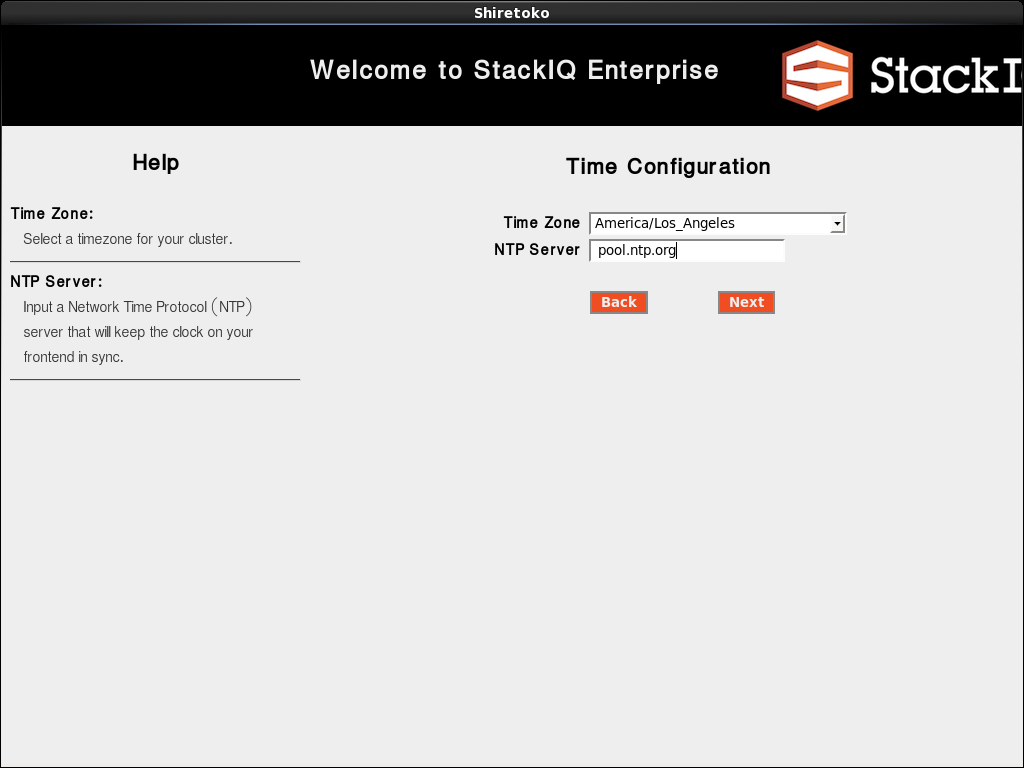 Shiretoko
Welcome to StackIQ Enterprise
StackI
Help
Time Zone:
Select a timezone for your cluster.
NTP Server:
Input a Network Time Protocol (NTP)
server that will keep the clock on your
frontend in sync.
Time Configuration
Time Zone America/Los_Angeles
NTP Server pool.ntp.org
Back Next